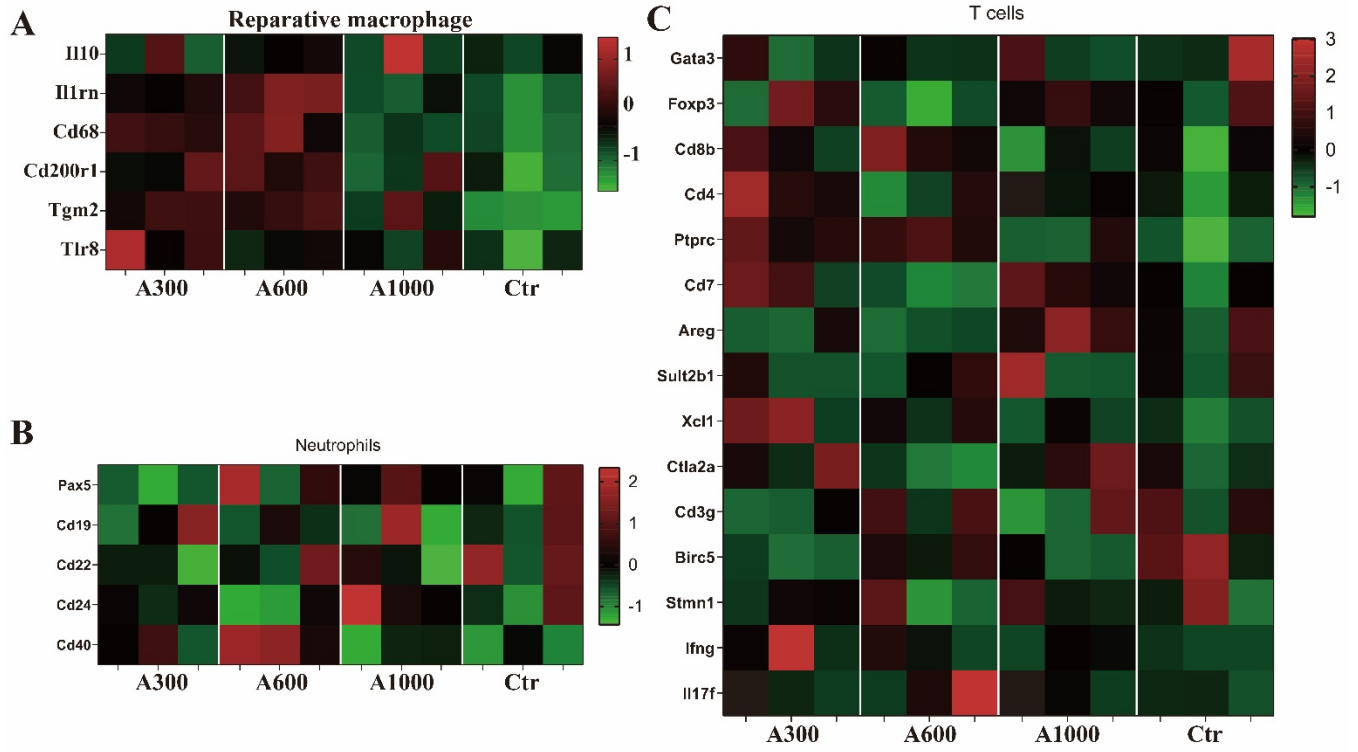 A
Reparative macrophage
Il10
Il1rn
Cd68
Cd200r1
Tgm2
Tlr8
A300 A600 A1000 Ctr
1
0
-1
B
Neutrophils
Pax5
Cd19
Cd22
Cd24
Cd40
A300 A600 A1000 Ctr
2
1
0
-1
C
T cells
Gata3
Foxp3
Cd8b
Cd4
Ptprc
Cd7
Areg
Sult2b1
Xcl1
Ctla2a
Cd3g
Birc5
Stmn1
Ifng
Il17f
A300 A600 A1000 Ctr
3
2
1
0
-1